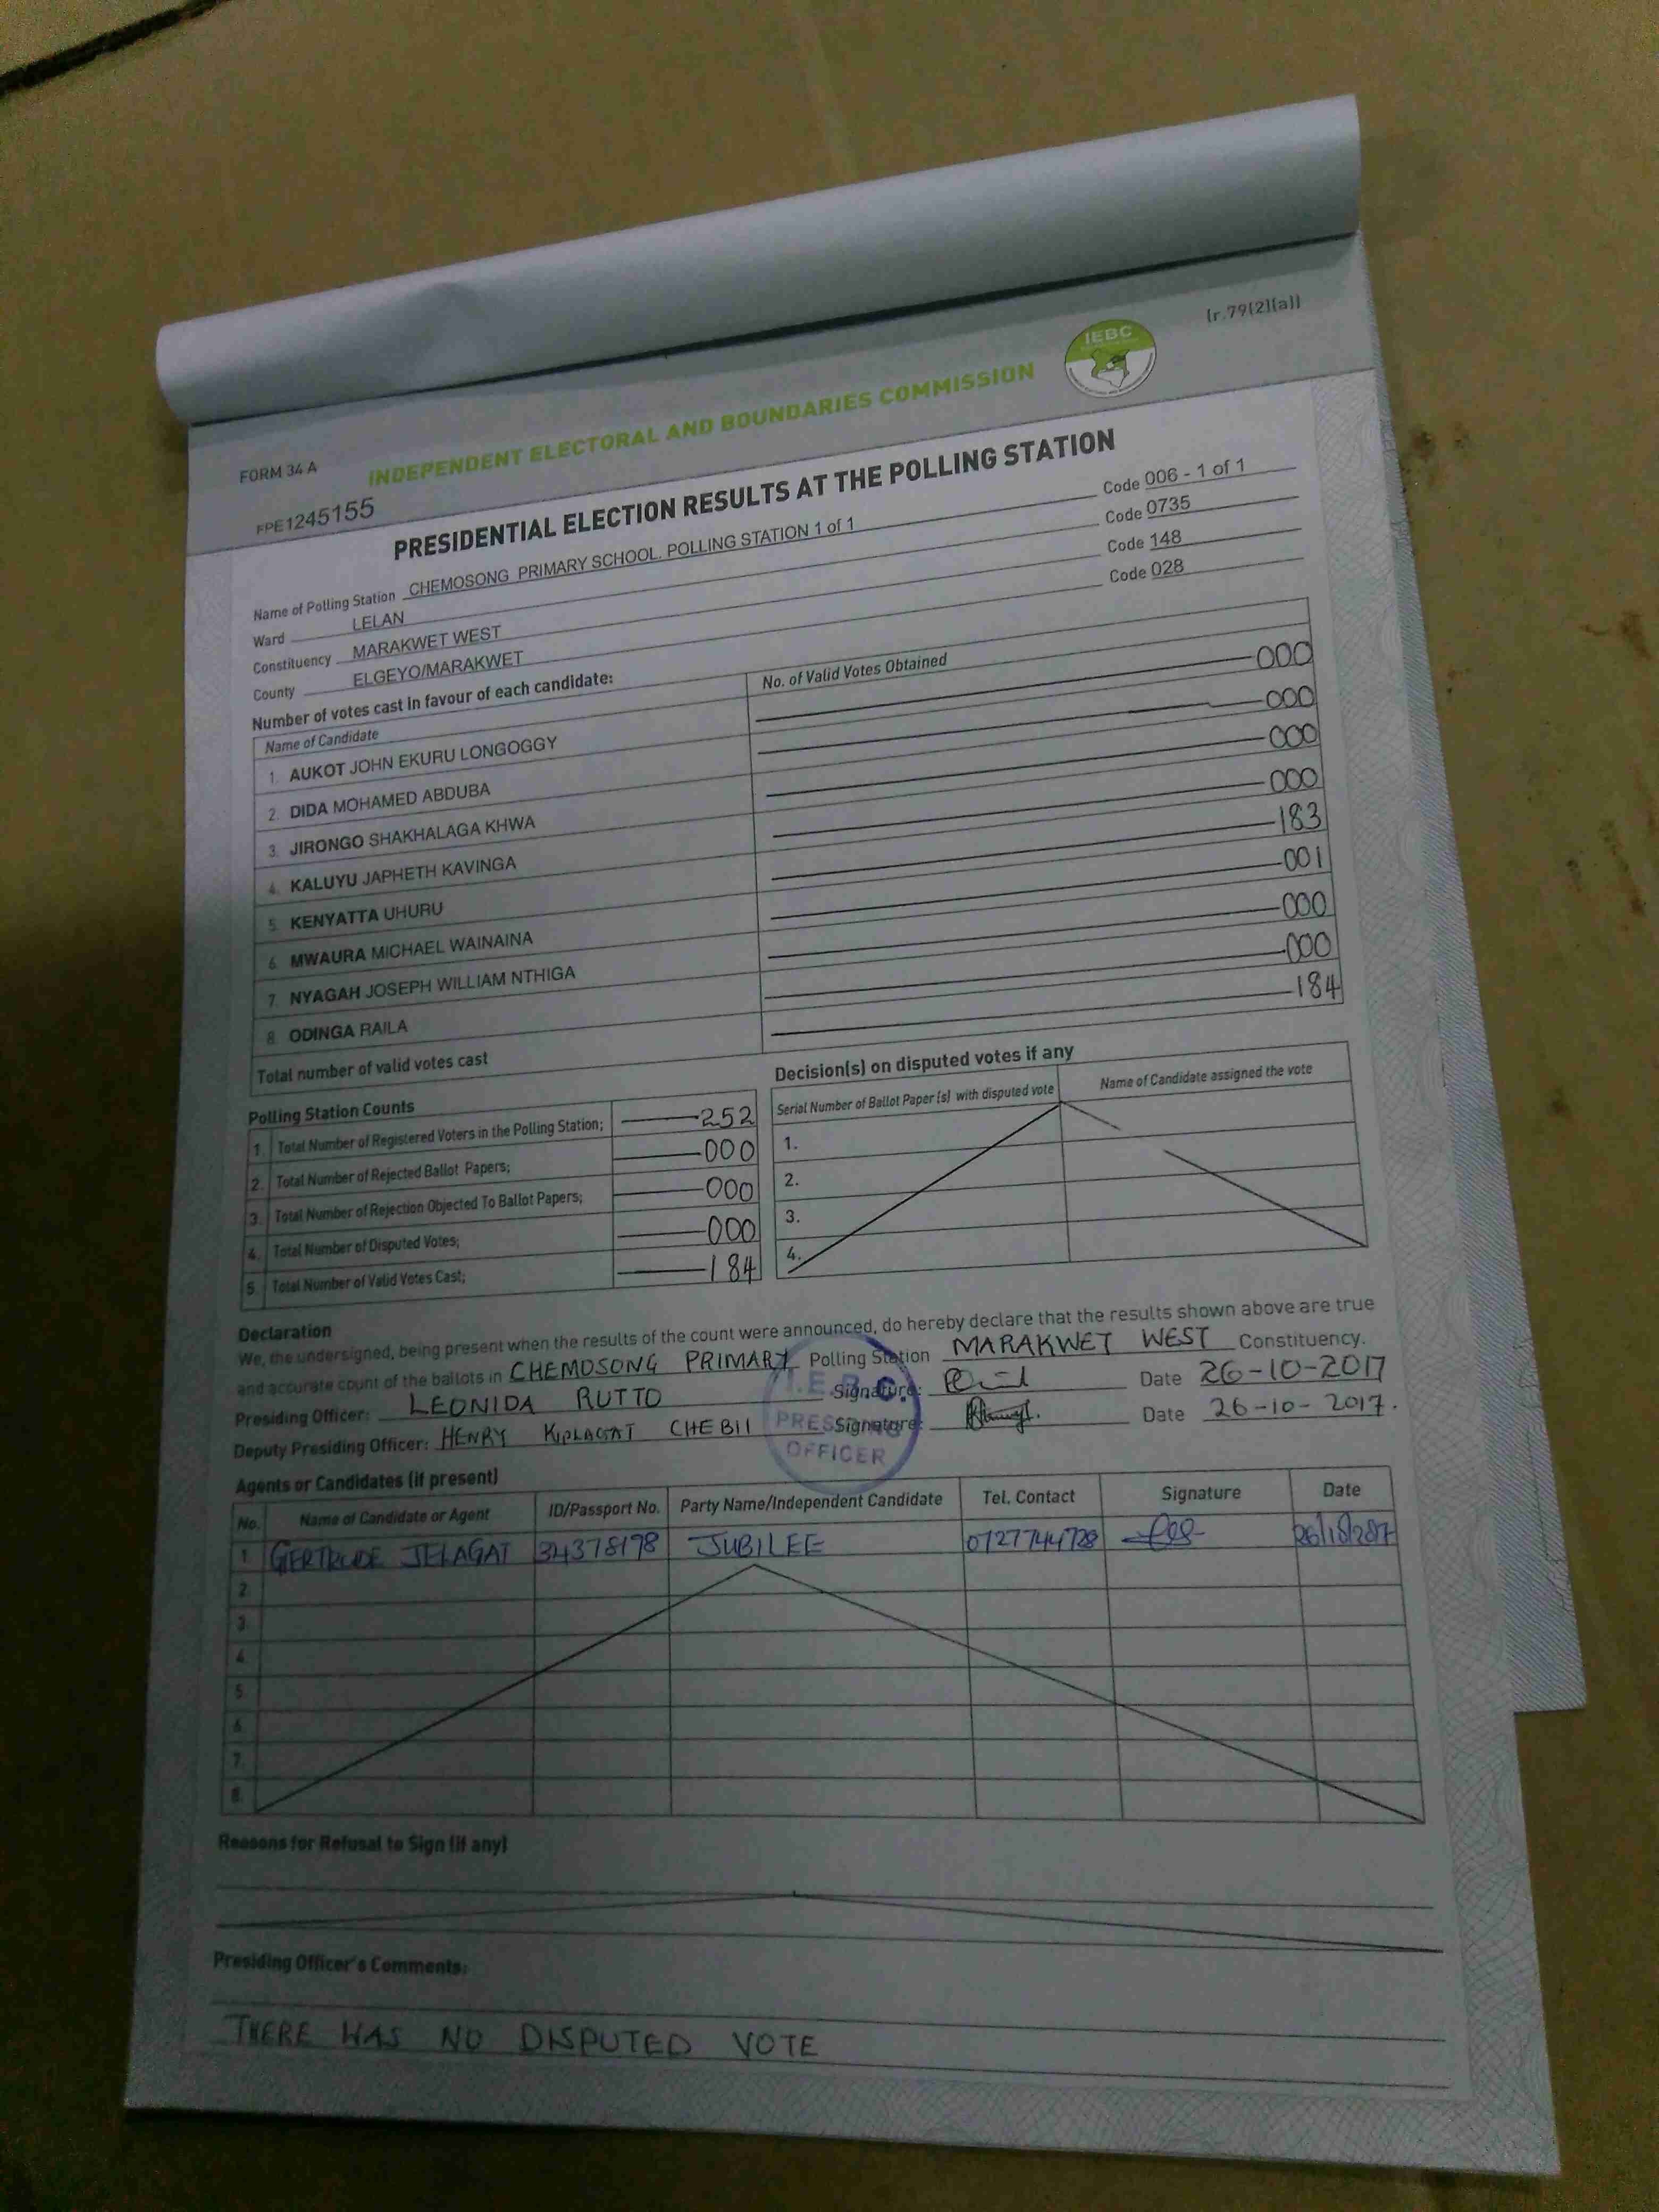 (r.79(2)(a))
IEBC
FORM 34 A
INDEPENDENT ELECTORAL AND BOUNDARIES COMMISSION
FPE1245155
PRESIDENTIAL ELECTION RESULTS AT THE POLLING STATION
Name of Polling Station CHEMOSONG PRIMARY SCHOOL. POLLING STATION 1 of 1 Code 006 - 1 of 1
Ward LELAN Code 0735
Constituency MARAKWET WEST Code 148
County ELGEYO/MARAKWET Code 028
Number of votes cast in favour of each candidate:
Name of Candidate No. of Valid Votes Obtained
1. AUKOT JOHN EKURU LONGOGGY 000
2. DIDA MOHAMED ABDUBA 000
3. JIRONGO SHAKHALAGA KHWA 000
4. KALUYU JAPHETH KAVINGA 000
5. KENYATTA UHURU 183
6. MWAURA MICHAEL WAINAINA 001
7. NYAGAH JOSEPH WILLIAM NTHIGA 000
8. ODINGA RAILA 000
Total number of valid votes cast 184
Polling Station Counts
1. Total Number of Registered Voters in the Polling Station; 252
2. Total Number of Rejected Ballot Papers; 000
3. Total Number of Rejection Objected To Ballot Papers; 000
4. Total Number of Disputed Votes; 000
5. Total Number of Valid Votes Cast; 184
Decision(s) on disputed votes if any
Serial Number of Ballot Paper (s) with disputed vote Name of Candidate assigned the vote
1.
2.
3.
4.
Declaration
We, the undersigned, being present when the results of the count were announced, do hereby declare that the results shown above are true
and accurate count of the ballots in CHEMOSONG PRIMARY Polling Station MARAKWET WEST Constituency.
Presiding Officer: LEONIDA RUTTO Signature: Date 26-10-2017
Deputy Presiding Officer: HENRY KIPLAGAT CHEBII Signature: Date 26-10-2017.
I.E.B.C.
PRESIDING
OFFICER
Agents or Candidates (if present)
No. Name of Candidate or Agent ID/Passport No. Party Name/Independent Candidate Tel. Contact Signature Date
1. GERTRUDE JELAGAT 34378178 JUBILEE 0727744728
2.
3.
4.
5.
6.
7.
8.
Reasons for Refusal to Sign (if any)
Presiding Officer's Comments:
THERE WAS NO DISPUTED VOTE